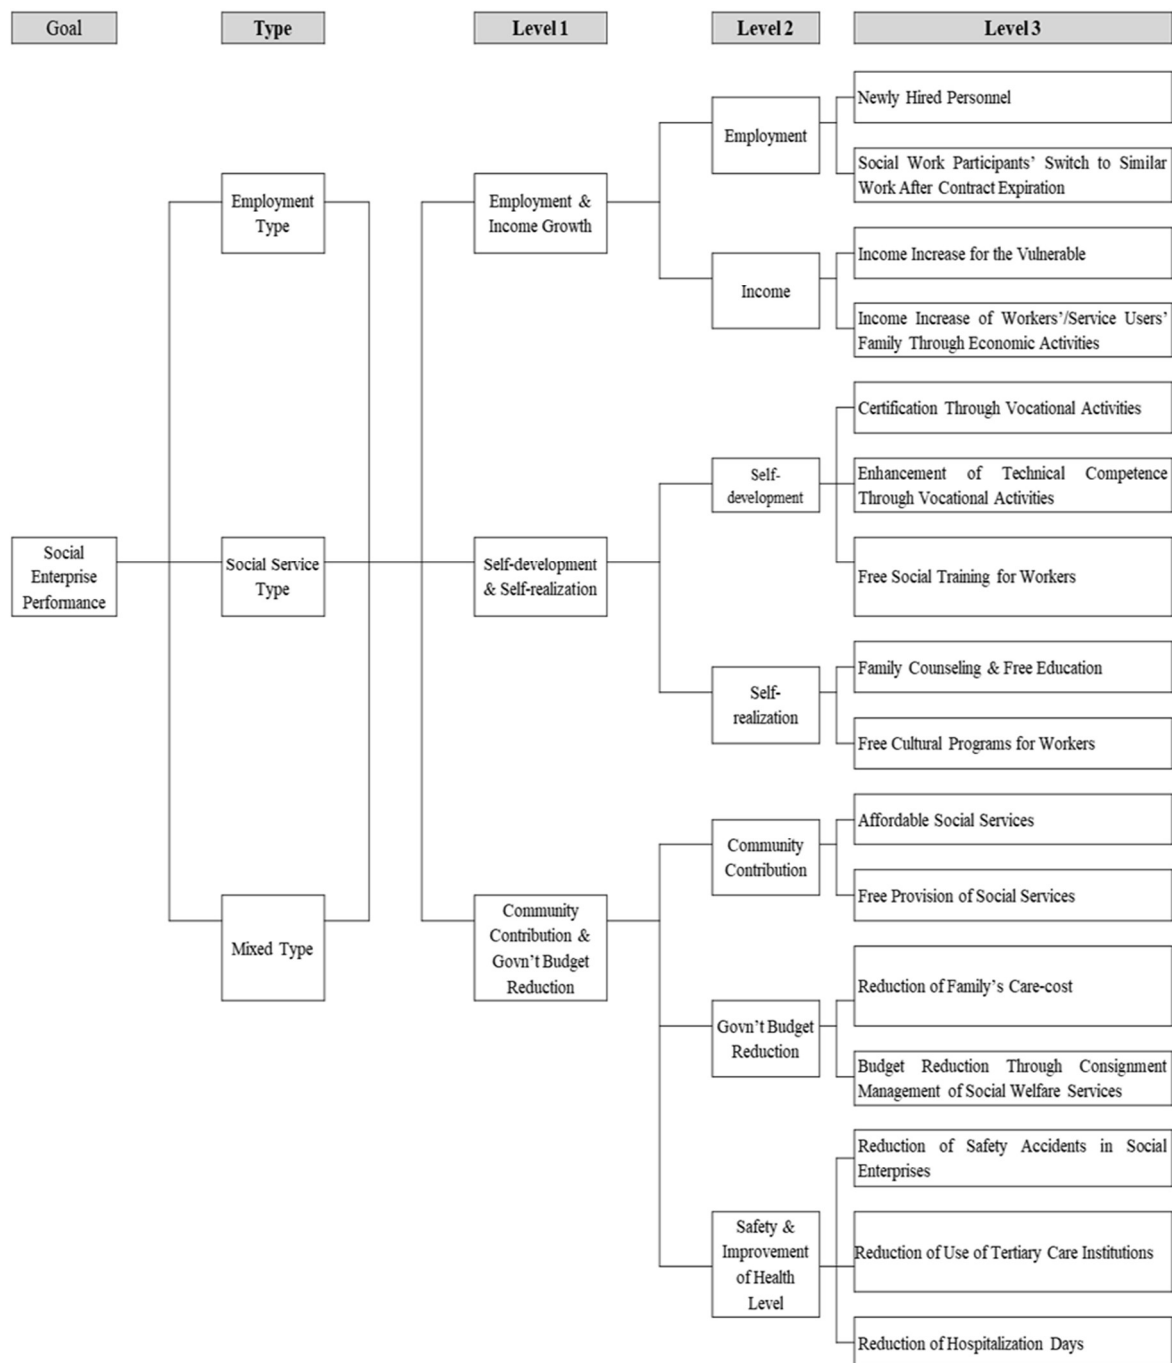 Goal
Type
Level 1
Level 2
Level 3
Social
Enterprise
Performance
Employment
Type
Social Service
Type
Mixed Type
Employment &
Income Growth
Self-development
& Self-realization
Community
Contribution &
Govn't Budget
Reduction
Employment
Income
Self-
development
Self-
realization
Community
Contribution
Govn't Budget
Reduction
Safety &
Improvement
of Health
Level
Newly Hired Personnel
Social Work Participants' Switch to Similar
Work After Contract Expiration
Income Increase for the Vulnerable
Income Increase of Workers'/Service Users'
Family Through Economic Activities
Certification Through Vocational Activities
Enhancement of Technical Competence
Through Vocational Activities
Free Social Training for Workers
Family Counseling & Free Education
Free Cultural Programs for Workers
Affordable Social Services
Free Provision of Social Services
Reduction of Family's Care-cost
Budget Reduction Through Consignment
Management of Social Welfare Services
Reduction of Safety Accidents in Social
Enterprises
Reduction of Use of Tertiary Care Institutions
Reduction of Hospitalization Days